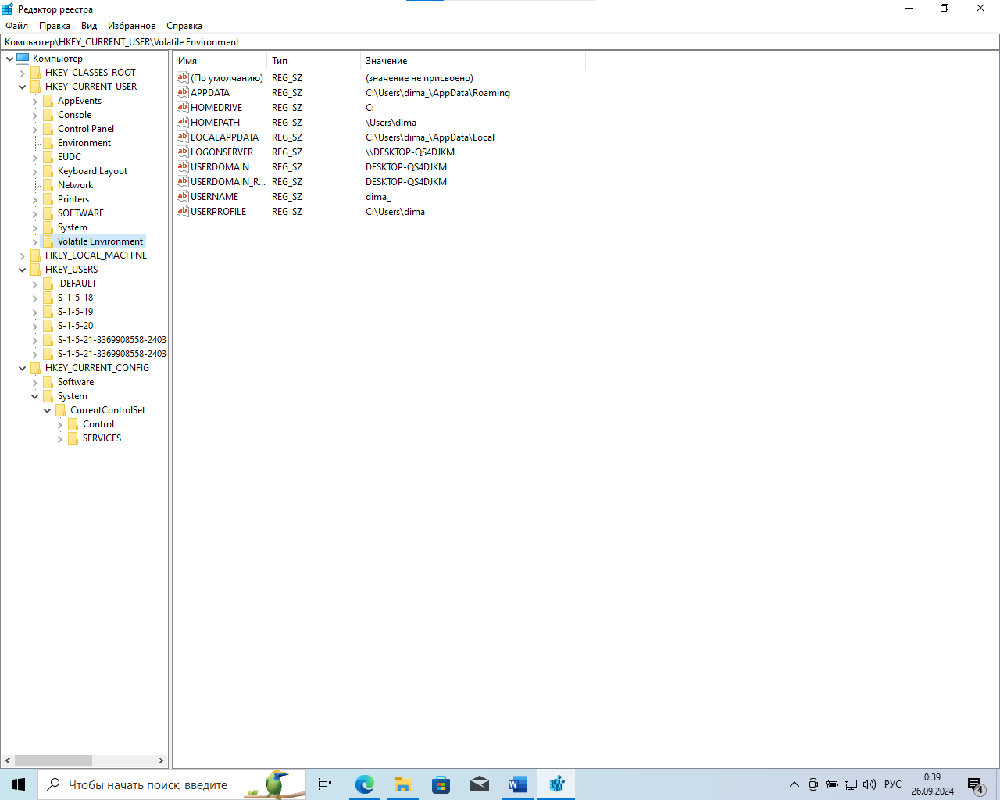 Редактор реестра
Файл Правка Вид Избранное Справка
Компьютер\HKEY_CURRENT_USER\Volatile Environment
Компьютер
HKEY_CLASSES_ROOT
HKEY_CURRENT_USER
AppEvents
Console
Control Panel
Environment
EUDC
Keyboard Layout
Network
Printers
SOFTWARE
System
Volatile Environment
HKEY_LOCAL_MACHINE
HKEY_USERS
.DEFAULT
S-1-5-18
S-1-5-19
S-1-5-20
S-1-5-21-3369908558-2403
S-1-5-21-3369908558-2403
HKEY_CURRENT_CONFIG
Software
System
CurrentControlSet
Control
SERVICES
Имя Тип Значение
(По умолчанию) REG_SZ (значение не присвоено)
APPDATA REG_SZ C:\Users\dima_\AppData\Roaming
HOMEDRIVE REG_SZ C:
HOMEPATH REG_SZ \Users\dima_
LOCALAPPDATA REG_SZ C:\Users\dima_\AppData\Local
LOGONSERVER REG_SZ \\DESKTOP-QS4DJKM
USERDOMAIN REG_SZ DESKTOP-QS4DJKM
USERDOMAIN_R... REG_SZ DESKTOP-QS4DJKM
USERNAME REG_SZ dima_
USERPROFILE REG_SZ C:\Users\dima_
Чтобы начать поиск, введите
РУС
0:39
26.09.2024
4